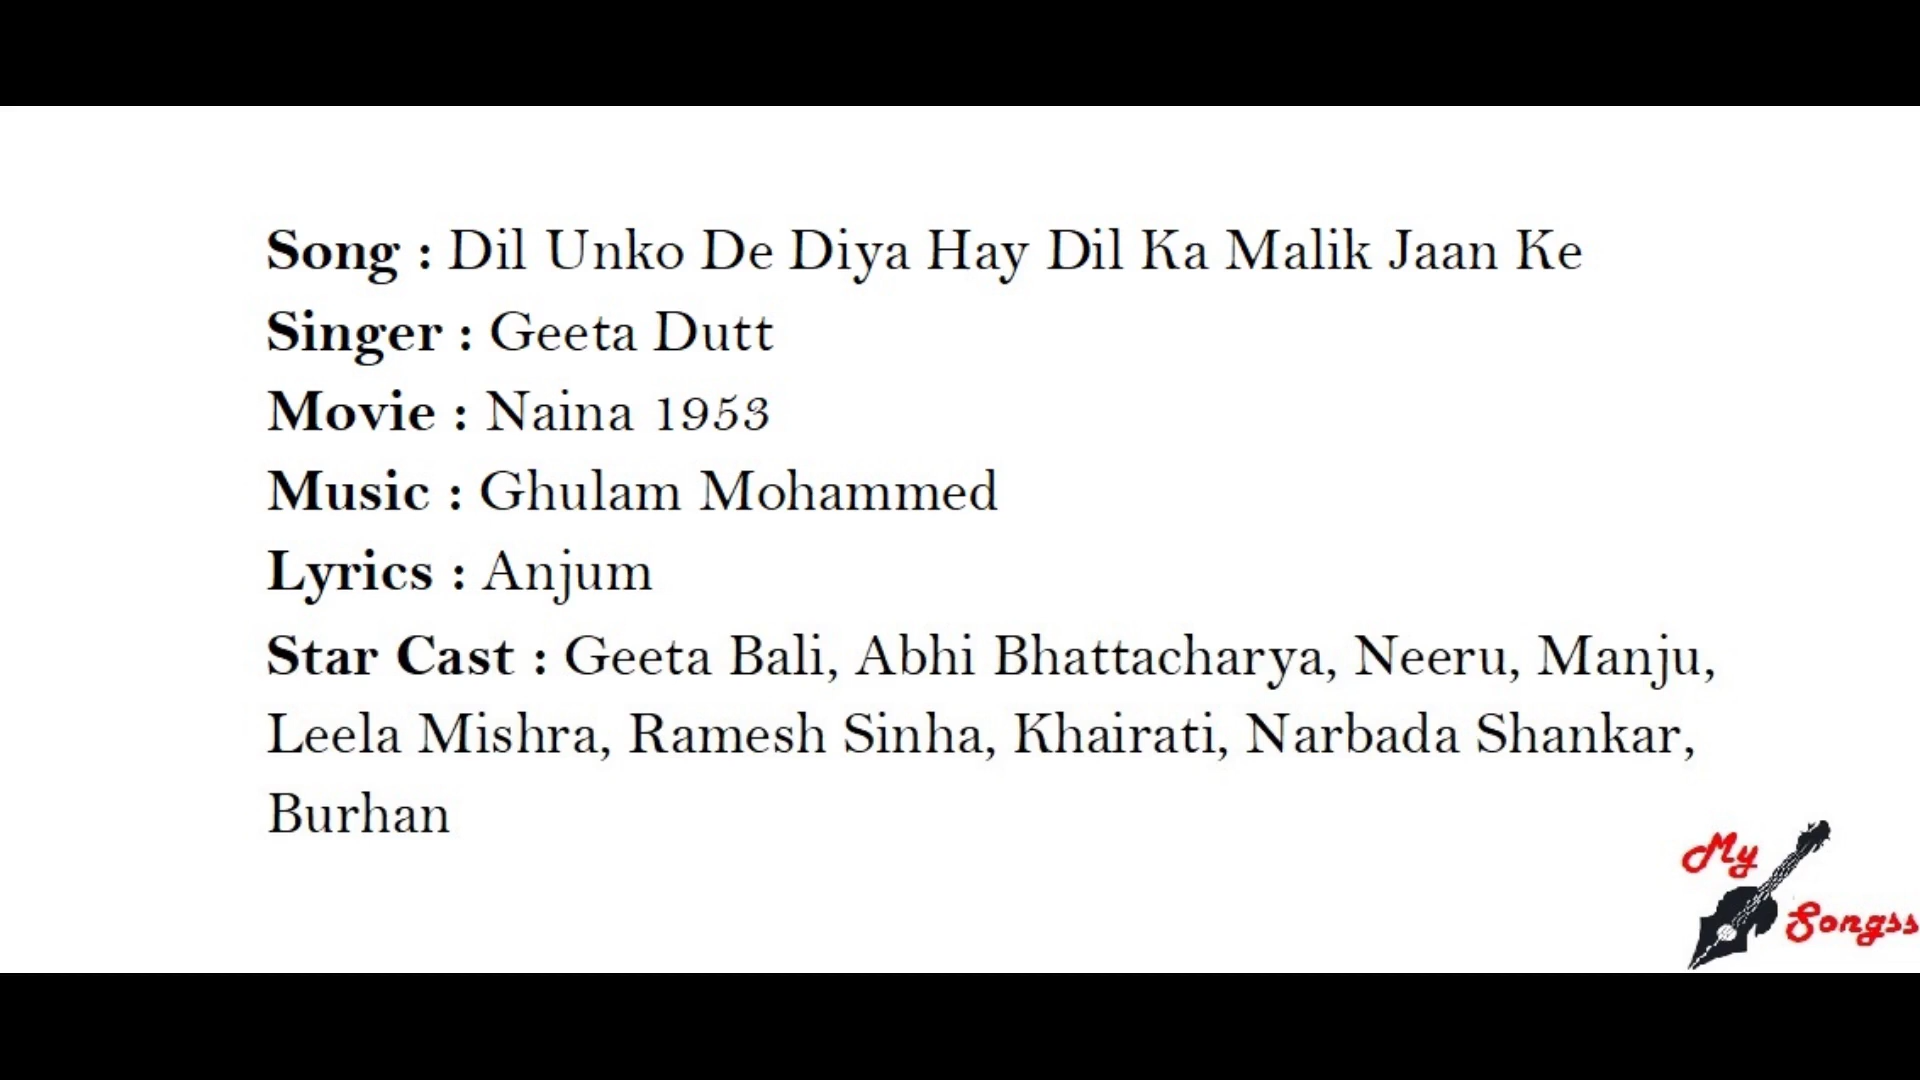 Song : Dil Unko De Diya Hay Dil Ka Malik Jaan Ke
Singer : Geeta Dutt
Movie : Naina 1953
Music : Ghulam Mohammed
Lyrics : Anjum
Star Cast : Geeta Bali, Abhi Bhattacharya, Neeru, Manju,
Leela Mishra, Ramesh Sinha, Khairati, Narbada Shankar,
Burhan
My
Songss